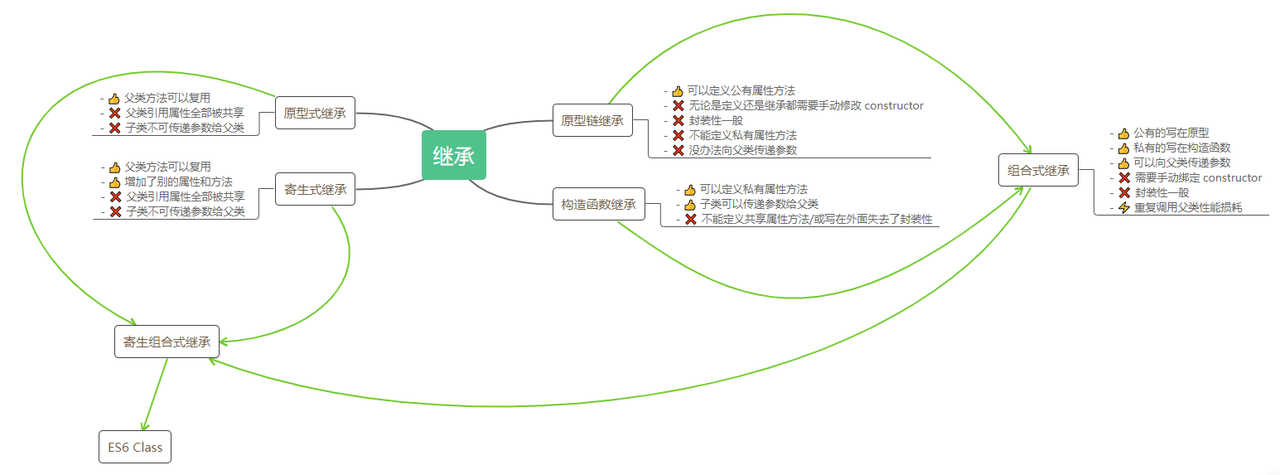 继承
原型式继承
- 👍 父类方法可以复用
- ❌ 父类引用属性全部被共享
- ❌ 子类不可传递参数给父类
寄生式继承
- 👍 父类方法可以复用
- 👍 增加了别的属性和方法
- ❌ 父类引用属性全部被共享
- ❌ 子类不可传递参数给父类
原型链继承
- 👍 可以定义公有属性方法
- ❌ 无论是定义还是继承都需要手动修改 constructor
- ❌ 封装性一般
- ❌ 不能定义私有属性方法
- ❌ 没办法向父类传递参数
构造函数继承
- 👍 可以定义私有属性方法
- 👍 子类可以传递参数给父类
- ❌ 不能定义共享属性方法/或写在外面失去了封装性
组合式继承
- 👍 公有的写在原型
- 👍 私有的写在构造函数
- 👍 可以向父类传递参数
- ❌ 需要手动绑定 constructor
- ❌ 封装性一般
- ⚡ 重复调用父类性能损耗
寄生组合式继承
ES6 Class